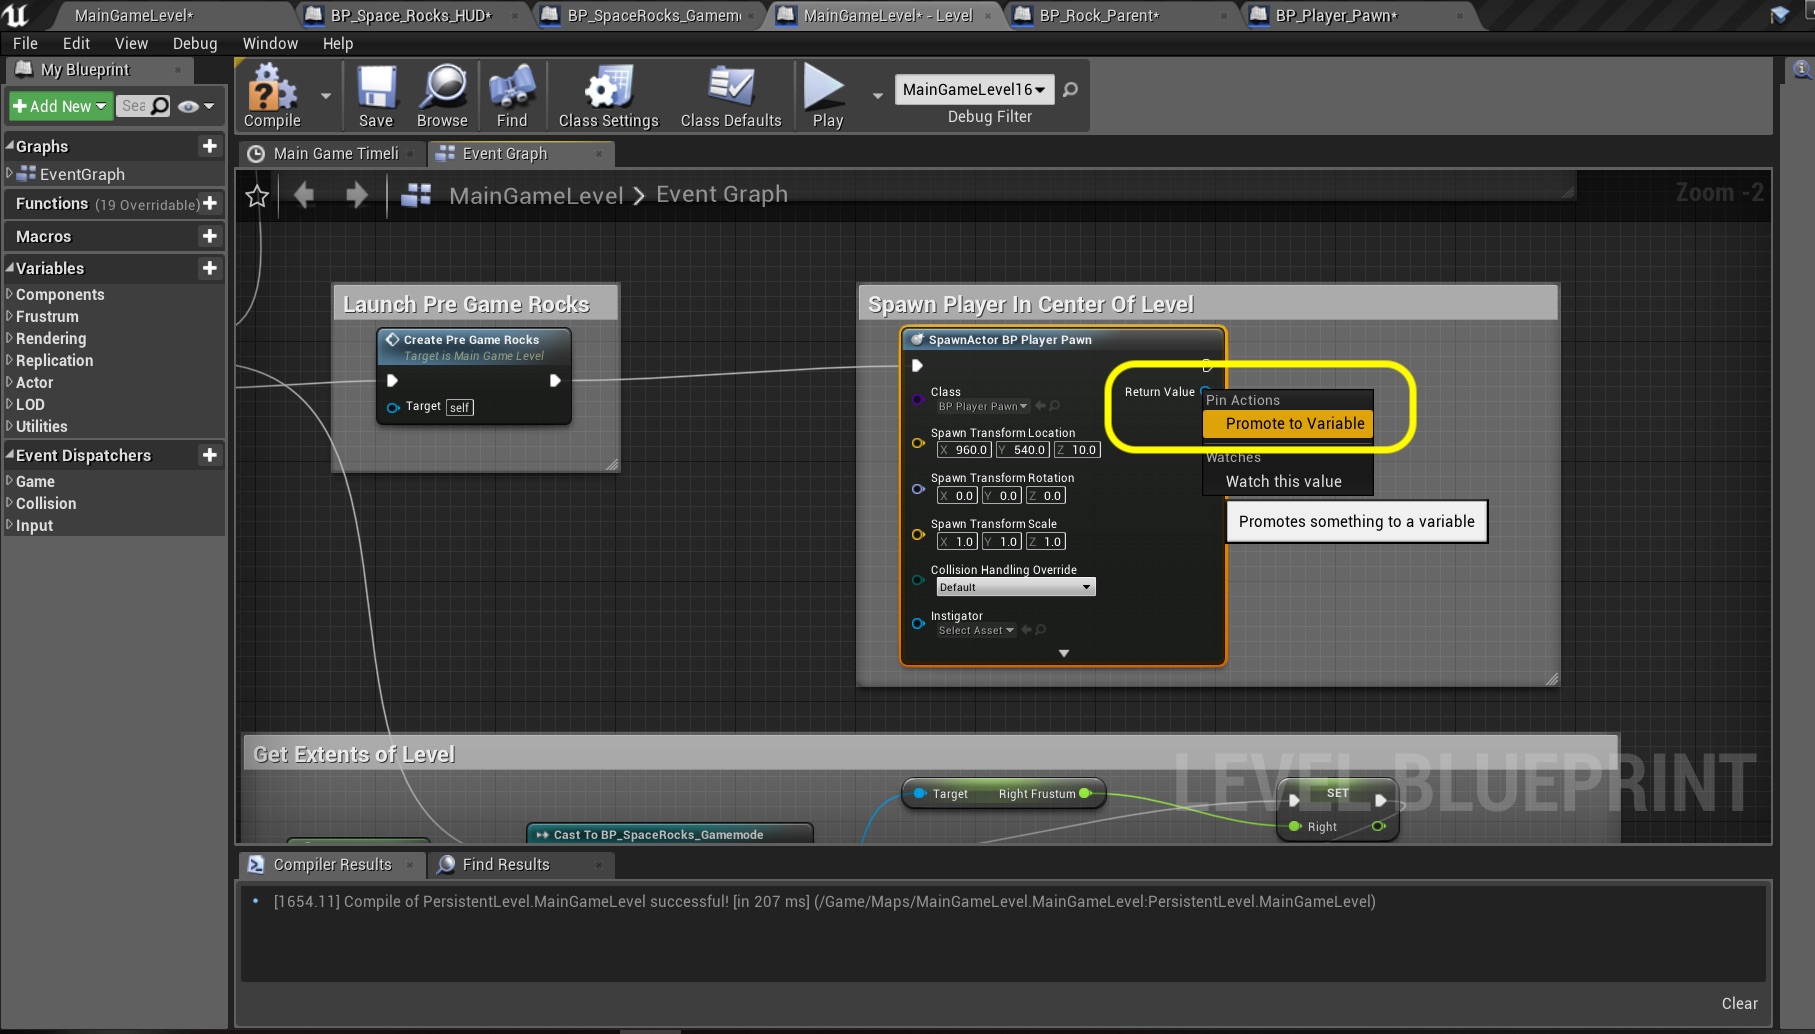 MainGameLevel*
BP_Space_Rocks_HUD*
BP_SpaceRocks_Gamem
MainGameLevel* - Level
BP_Rock_Parent*
BP_Player_Pawn*
File Edit View Debug Window Help
My Blueprint
Add New
Sea
Graphs
EventGraph
Functions (19 Overridable)
Macros
Variables
Components
Frustrum
Rendering
Replication
Actor
LOD
Utilities
Event Dispatchers
Game
Collision
Input
Compile
Save
Browse
Find
Class Settings
Class Defaults
Play
MainGameLevel16
Debug Filter
Main Game Timeli
Event Graph
MainGameLevel > Event Graph
Zoom -2
Launch Pre Game Rocks
Create Pre Game Rocks
Target is Main Game Level
Target self
Spawn Player In Center Of Level
SpawnActor BP Player Pawn
Class
BP Player Pawn
Return Value
Spawn Transform Location
X 960.0 Y 540.0 Z 10.0
Spawn Transform Rotation
X 0.0 Y 0.0 Z 0.0
Spawn Transform Scale
X 1.0 Y 1.0 Z 1.0
Collision Handling Override
Default
Instigator
Select Asset
Pin Actions
Promote to Variable
Watches
Watch this value
Promotes something to a variable
Get Extents of Level
LEVEL BLUEPRINT
Target Right Frustum
SET
Right
Cast To BP_SpaceRocks_Gamemode
Compiler Results
Find Results
[1654.11] Compile of PersistentLevel.MainGameLevel successful! [in 207 ms] (/Game/Maps/MainGameLevel.MainGameLevel:PersistentLevel.MainGameLevel)
Clear